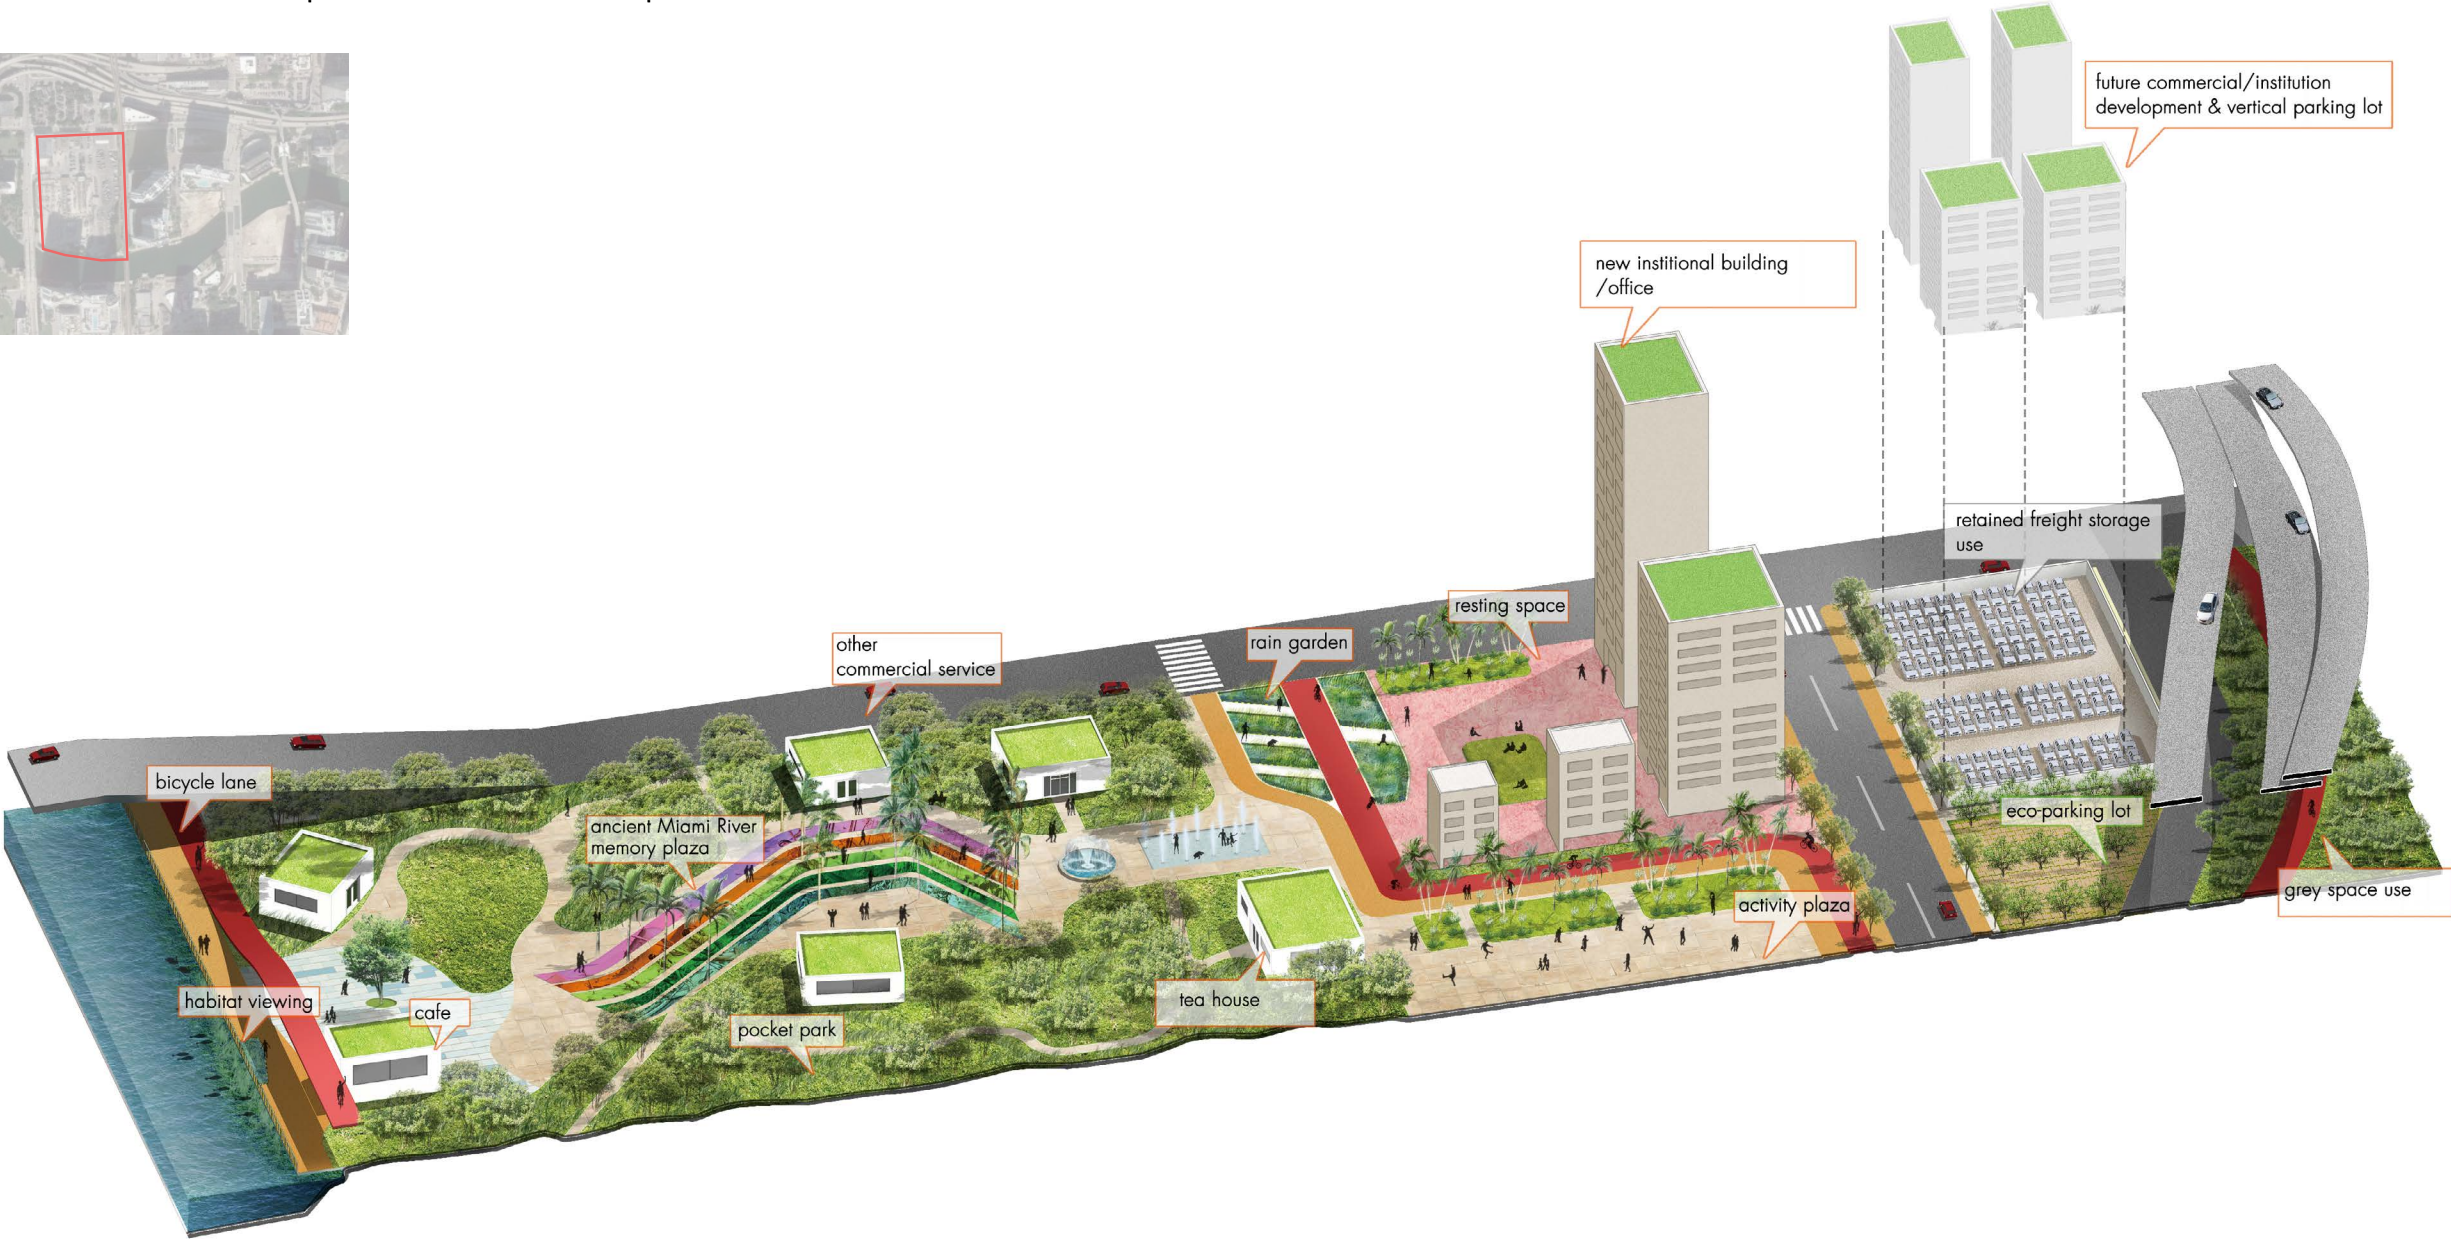 future commercial/institution
development & vertical parking lot
new institional building
/office
retained freight storage
use
resting space
rain garden
other
commercial service
bicycle lane
ancient Miami River
memory plaza
eco-parking lot
grey space use
activity plaza
habitat viewing
cafe
tea house
pocket park